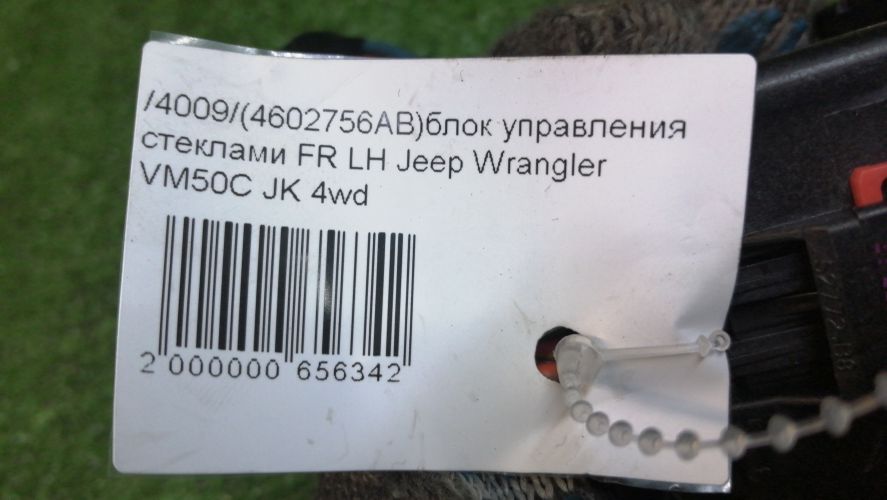 /4009/(4602756AB)блок управления
стеклами FR LH Jeep Wrangler
VM50C JK 4wd
2 000000 656342